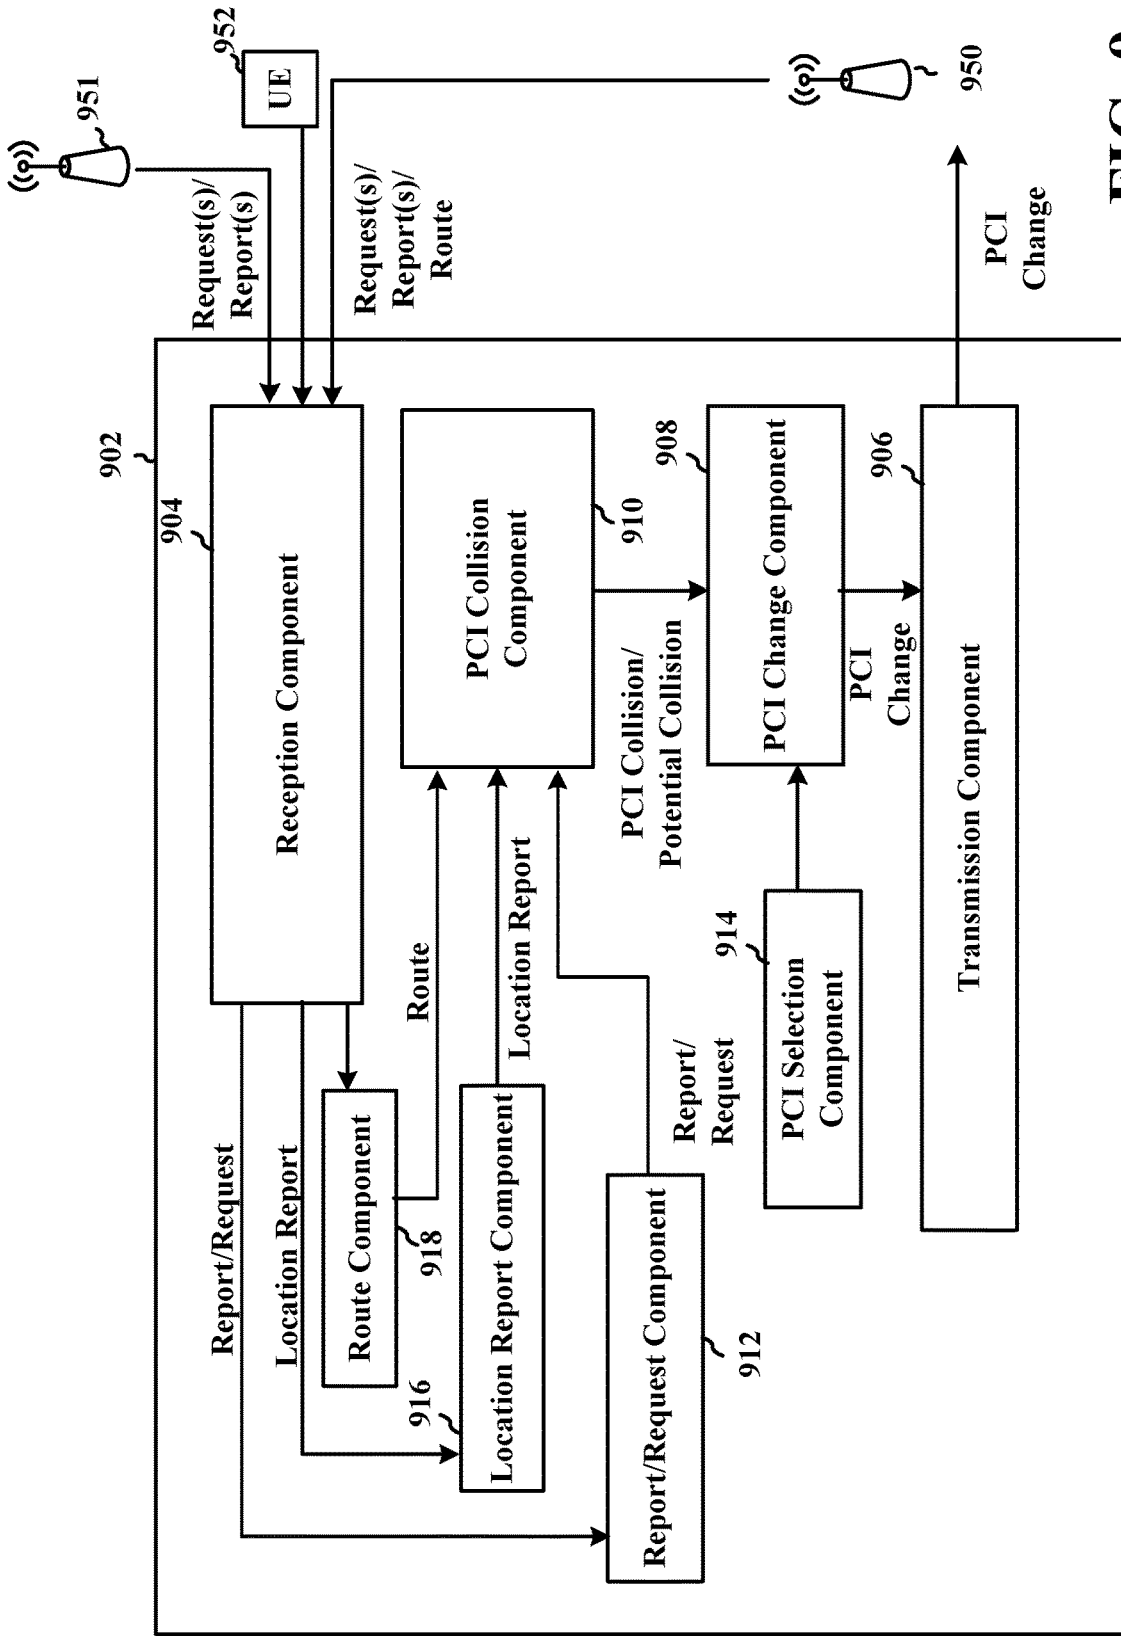 951
952
UE
Request(s)/
Report(s)
Request(s)/
Report(s)/
Route
950
902
904
Reception Component
Report/Request
Location Report
Route Component
918
Route
916
Location Report Component
Location Report
PCI Collision
Component
910
Report/Request Component
912
Report/
Request
PCI Collision/
Potential Collision
908
PCI Change Component
914
PCI Selection
Component
PCI
Change
906
Transmission Component
PCI
Change